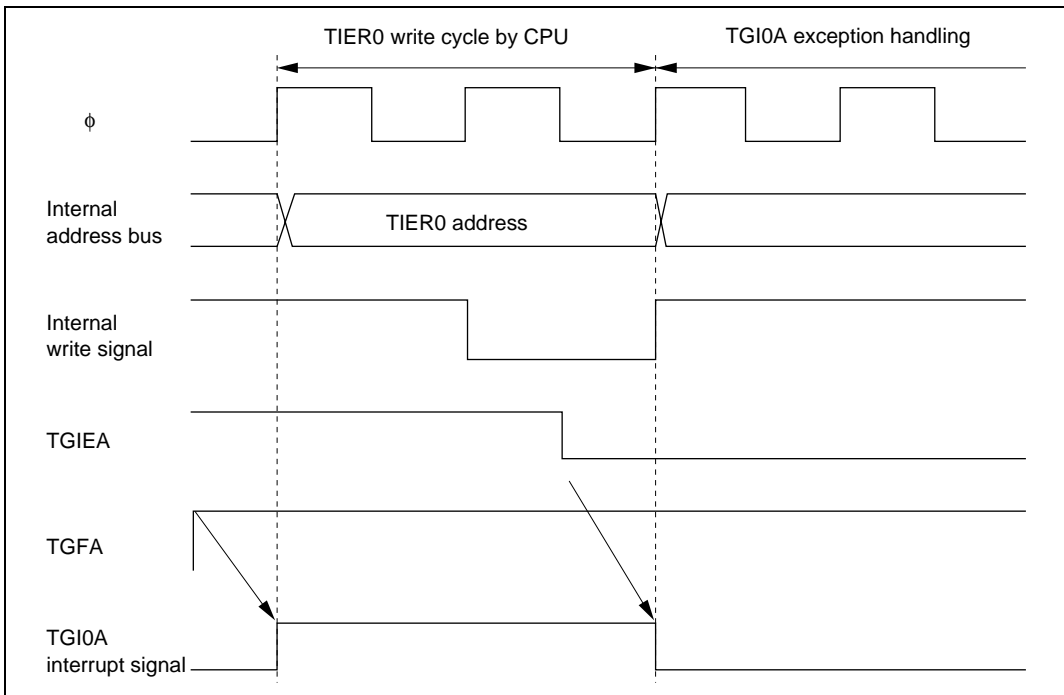 TIER0 write cycle by CPU
TGI0A exception handling
ϕ
Internal
address bus
TIER0 address
Internal
write signal
TGIEA
TGFA
TGI0A
interrupt signal